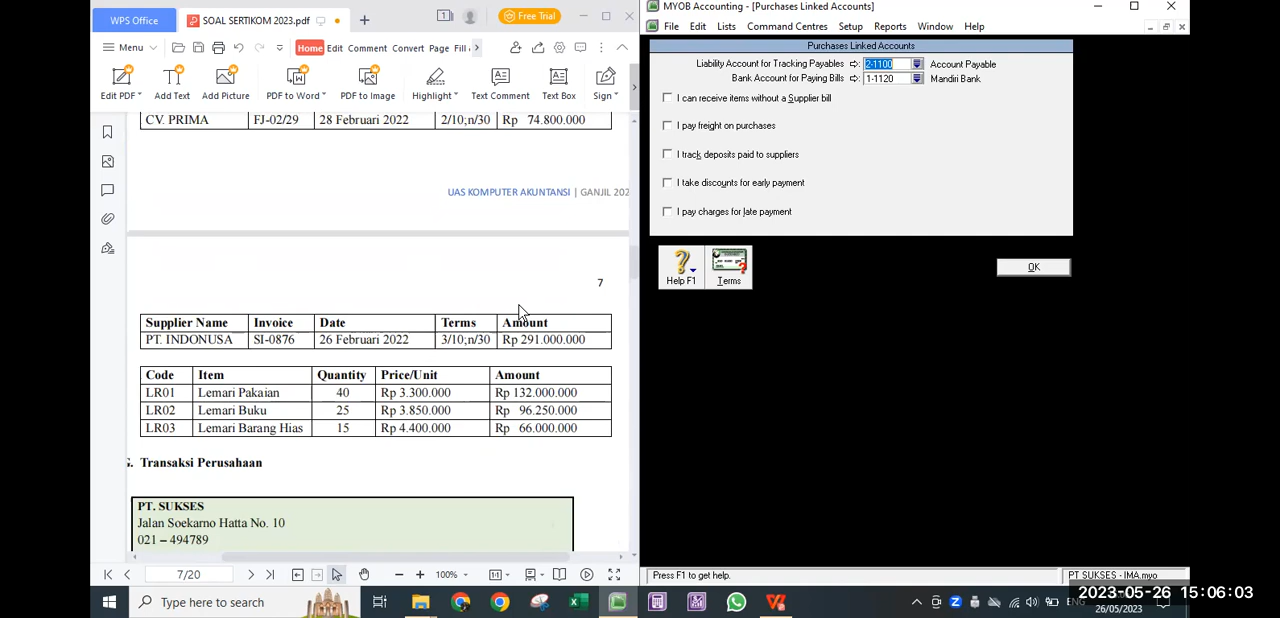 WPS Office
SOAL SERTIKOM 2023.pdf
Free Trial
Menu
Home Edit Comment Convert Page Fill
Edit PDF
Add Text
Add Picture
PDF to Word
PDF to Image
Highlight
Text Comment
Text Box
Sign
CV. PRIMA FJ-02/29 28 Februari 2022 2/10;n/30 Rp 74.800.000
UAS KOMPUTER AKUNTANSI | GANJIL 202
7
Supplier Name Invoice Date Terms Amount
PT. INDONUSA SI-0876 26 Februari 2022 3/10;n/30 Rp 291.000.000
Code Item Quantity Price/Unit Amount
LR01 Lemari Pakaian 40 Rp 3.300.000 Rp 132.000.000
LR02 Lemari Buku 25 Rp 3.850.000 Rp 96.250.000
LR03 Lemari Barang Hias 15 Rp 4.400.000 Rp 66.000.000
Transaksi Perusahaan
PT. SUKSES
Jalan Soekarno Hatta No. 10
021 – 494789
7/20
100%
MYOB Accounting - [Purchases Linked Accounts]
File Edit Lists Command Centres Setup Reports Window Help
Purchases Linked Accounts
Liability Account for Tracking Payables 2-1100 Account Payable
Bank Account for Paying Bills 1-1120 Mandiri Bank
I can receive items without a Supplier bill
I pay freight on purchases
I track deposits paid to suppliers
I take discounts for early payment
I pay charges for late payment
Help F1
Terms
OK
Press F1 to get help.
PT SUKSES - IMA.myo
Type here to search
ENG
2023-05-26 15:06:03
26/05/2023